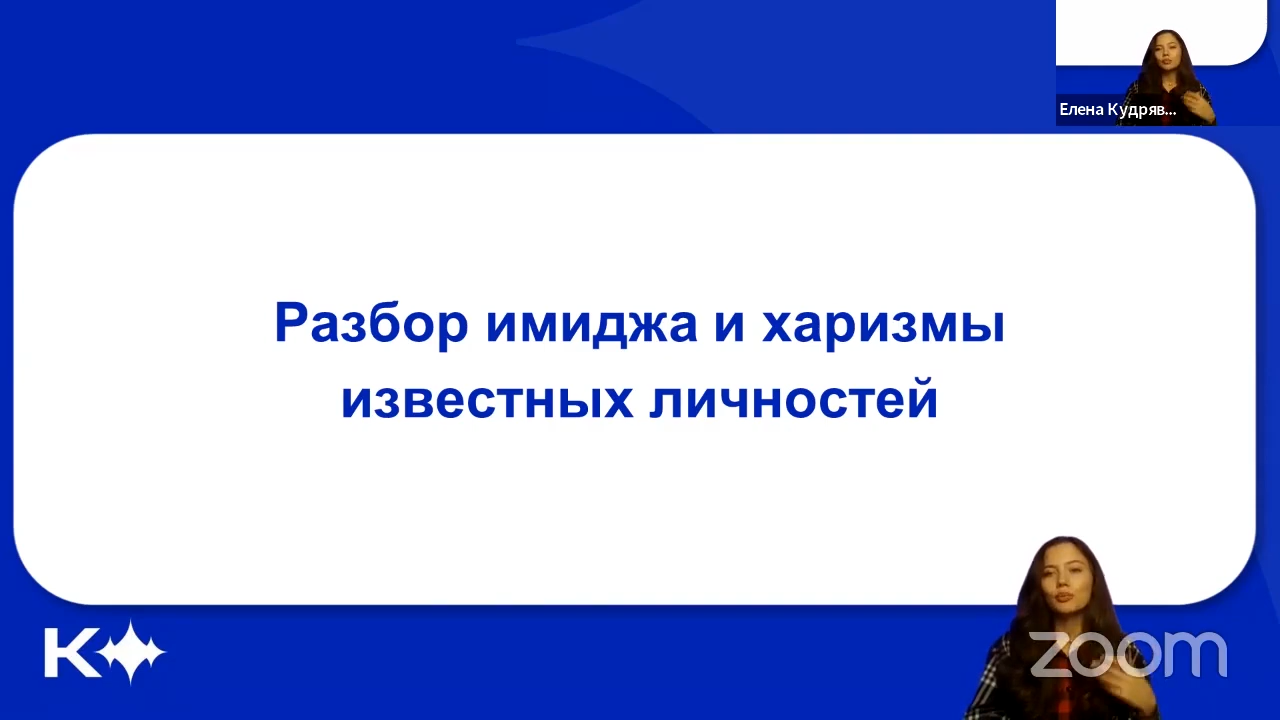 Елена Кудряв...
Разбор имиджа и харизмы
известных личностей
K
zoom